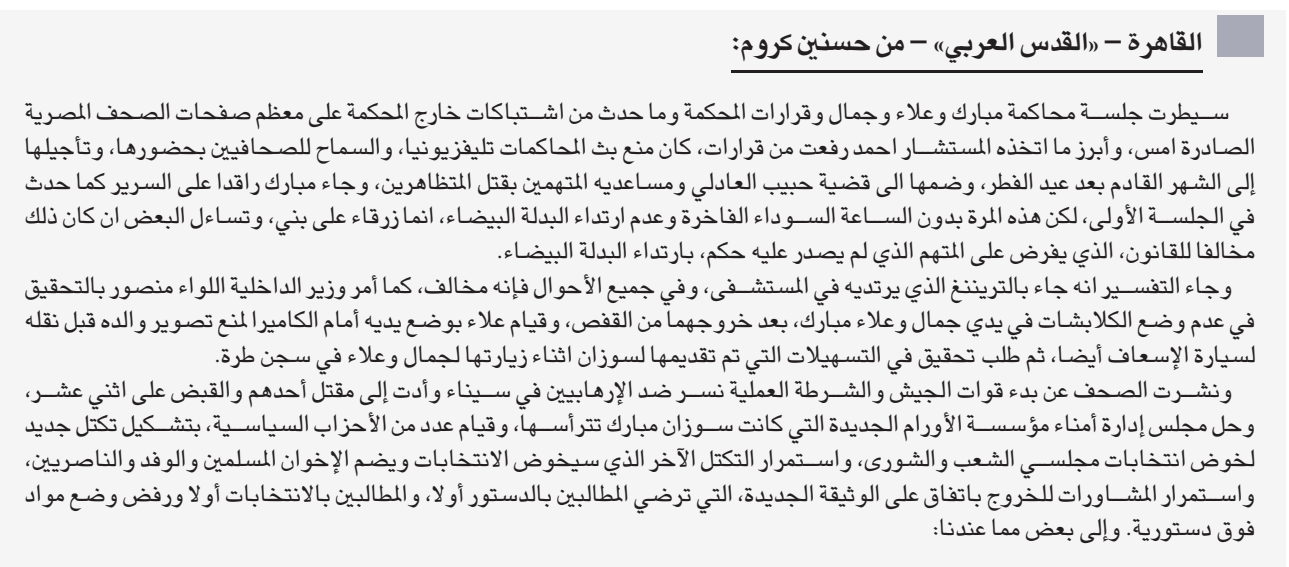 القاهرة – «القدس العربي» – من حسنين كروم:
سيطرت جلسة محاكمة مبارك وعلاء وجمال وقرارات المحكمة وما حدث من اشتباكات خارج المحكمة على معظم صفحات الصحف المصرية
الصادرة امس، وأبرز ما اتخذه المستشار احمد رفعت من قرارات، كان منع بث المحاكمات تليفزيونيا، والسماح للصحافيين بحضورها، وتأجيلها
إلى الشهر القادم بعد عيد الفطر، وضمها الى قضية حبيب العادلي ومساعديه المتهمين بقتل المتظاهرين، وجاء مبارك راقدا على السرير كما حدث
في الجلسة الأولى، لكن هذه المرة بدون الساعة السوداء الفاخرة وعدم ارتداء البدلة البيضاء، انما زرقاء على بني، وتساءل البعض ان كان ذلك
مخالفا للقانون، الذي يفرض على المتهم الذي لم يصدر عليه حكم، بارتداء البدلة البيضاء.
وجاء التفسير انه جاء بالتريننغ الذي يرتديه في المستشفى، وفي جميع الأحوال فإنه مخالف، كما أمر وزير الداخلية اللواء منصور بالتحقيق
في عدم وضع الكلابشات في يدي جمال وعلاء مبارك، بعد خروجهما من القفص، وقيام علاء بوضع يديه أمام الكاميرا لمنع تصوير والده قبل نقله
لسيارة الإسعاف أيضا، ثم طلب تحقيق في التسهيلات التي تم تقديمها لسوزان اثناء زيارتها لجمال وعلاء في سجن طرة.
ونشرت الصحف عن بدء قوات الجيش والشرطة العملية نسر ضد الإرهابيين في سيناء وأدت إلى مقتل أحدهم والقبض على اثني عشر،
وحل مجلس إدارة أمناء مؤسسة الأورام الجديدة التي كانت سوزان مبارك تترأسها، وقيام عدد من الأحزاب السياسية، بتشكيل تكتل جديد
لخوض انتخابات مجلسي الشعب والشورى، واستمرار التكتل الآخر الذي سيخوض الانتخابات ويضم الإخوان المسلمين والوفد والناصريين،
واستمرار المشاورات للخروج باتفاق على الوثيقة الجديدة، التي ترضي المطالبين بالدستور أولا، والمطالبين بالانتخابات أولا ورفض وضع مواد
فوق دستورية. وإلى بعض مما عندنا: